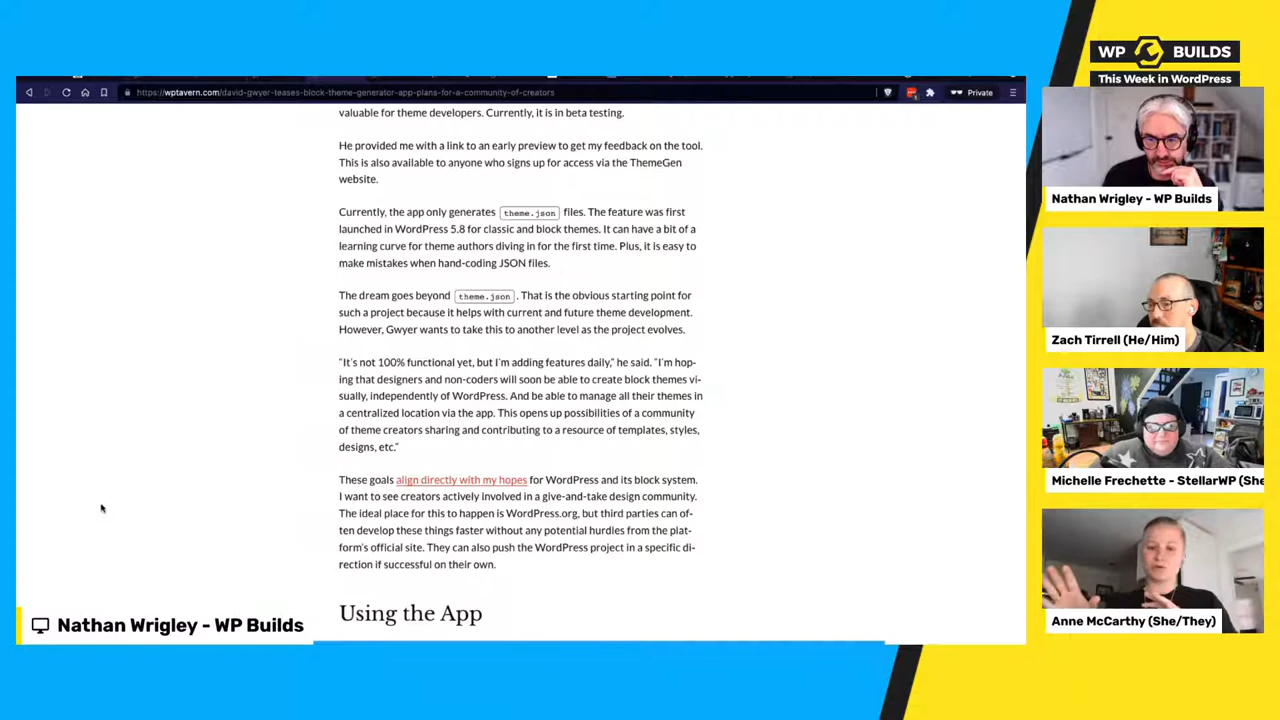 WP BUILDS
This Week in WordPress
https://wptavern.com/david-gwyer-teases-block-theme-generator-app-plans-for-a-community-of-creators
Private
valuable for theme developers. Currently, it is in beta testing.
He provided me with a link to an early preview to get my feedback on the tool.
This is also available to anyone who signs up for access via the ThemeGen
website.
Currently, the app only generates theme.json files. The feature was first
launched in WordPress 5.8 for classic and block themes. It can have a bit of a
learning curve for theme authors diving in for the first time. Plus, it is easy to
make mistakes when hand-coding JSON files.
The dream goes beyond theme.json. That is the obvious starting point for
such a project because it helps with current and future theme development.
However, Gwyer wants to take this to another level as the project evolves.
“It’s not 100% functional yet, but I’m adding features daily,” he said. “I’m hop-
ing that designers and non-coders will soon be able to create block themes vi-
sually, independently of WordPress. And be able to manage all their themes in
a centralized location via the app. This opens up possibilities of a community
of theme creators sharing and contributing to a resource of templates, styles,
designs, etc.”
These goals align directly with my hopes for WordPress and its block system.
I want to see creators actively involved in a give-and-take design community.
The ideal place for this to happen is WordPress.org, but third parties can of-
ten develop these things faster without any potential hurdles from the plat-
form’s official site. They can also push the WordPress project in a specific di-
rection if successful on their own.
Using the App
Nathan Wrigley - WP Builds
Nathan Wrigley - WP Builds
Zach Tirrell (He/Him)
Michelle Frechette - StellarWP (She
Anne McCarthy (She/They)